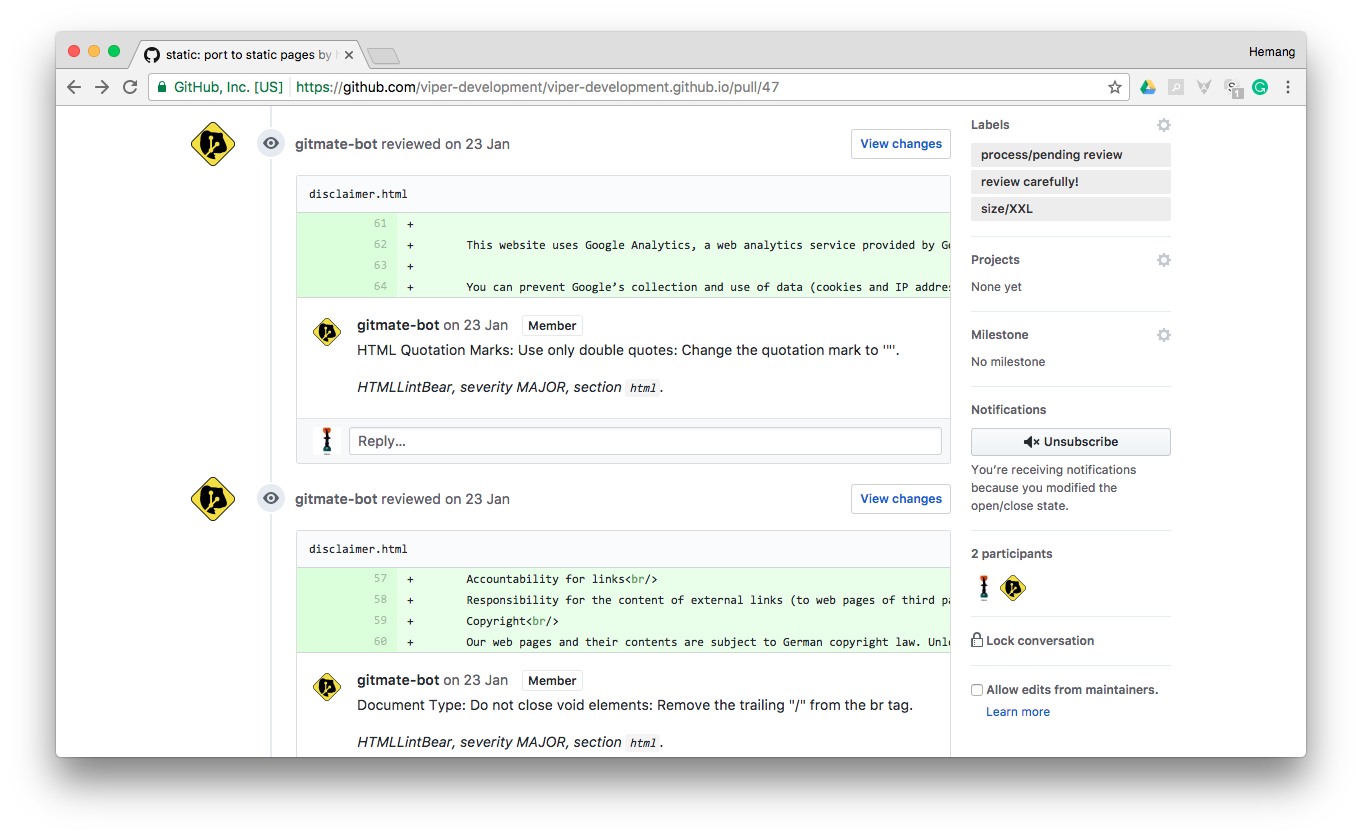 static: port to static pages by
Hemang
GitHub, Inc. [US]
https://github.com/viper-development/viper-development.github.io/pull/47
1
gitmate-bot reviewed on 23 Jan
View changes
disclaimer.html
61 +
62 + This website uses Google Analytics, a web analytics service provided by
63 +
64 + You can prevent Google’s collection and use of data (cookies and IP
gitmate-bot on 23 Jan Member
HTML Quotation Marks: Use only double quotes: Change the quotation mark to '"'.
HTMLLintBear, severity MAJOR, section html.
Reply...
gitmate-bot reviewed on 23 Jan
View changes
disclaimer.html
57 + Accountability for links<br/>
58 + Responsibility for the content of external links (to web pages of third
59 + Copyright<br/>
60 + Our web pages and their contents are subject to German copyright law.
gitmate-bot on 23 Jan Member
Document Type: Do not close void elements: Remove the trailing "/" from the br tag.
HTMLLintBear, severity MAJOR, section html.
Labels
process/pending review
review carefully!
size/XXL
Projects
None yet
Milestone
No milestone
Notifications
Unsubscribe
You’re receiving notifications
because you modified the
open/close state.
2 participants
Lock conversation
Allow edits from maintainers.
Learn more